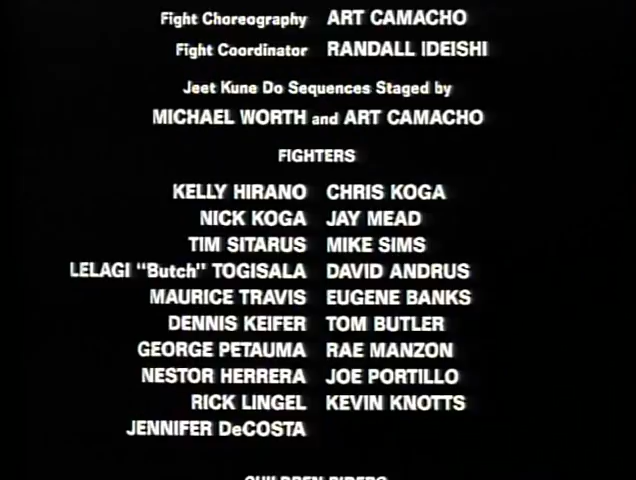 Fight Choreography ART CAMACHO
Fight Coordinator RANDALL IDEISHI
Jeet Kune Do Sequences Staged by
MICHAEL WORTH and ART CAMACHO
FIGHTERS
KELLY HIRANO CHRIS KOGA
NICK KOGA JAY MEAD
TIM SITARUS MIKE SIMS
LELAGI "Butch" TOGISALA DAVID ANDRUS
MAURICE TRAVIS EUGENE BANKS
DENNIS KEIFER TOM BUTLER
GEORGE PETAUMA RAE MANZON
NESTOR HERRERA JOE PORTILLO
RICK LINGEL KEVIN KNOTTS
JENNIFER DeCOSTA